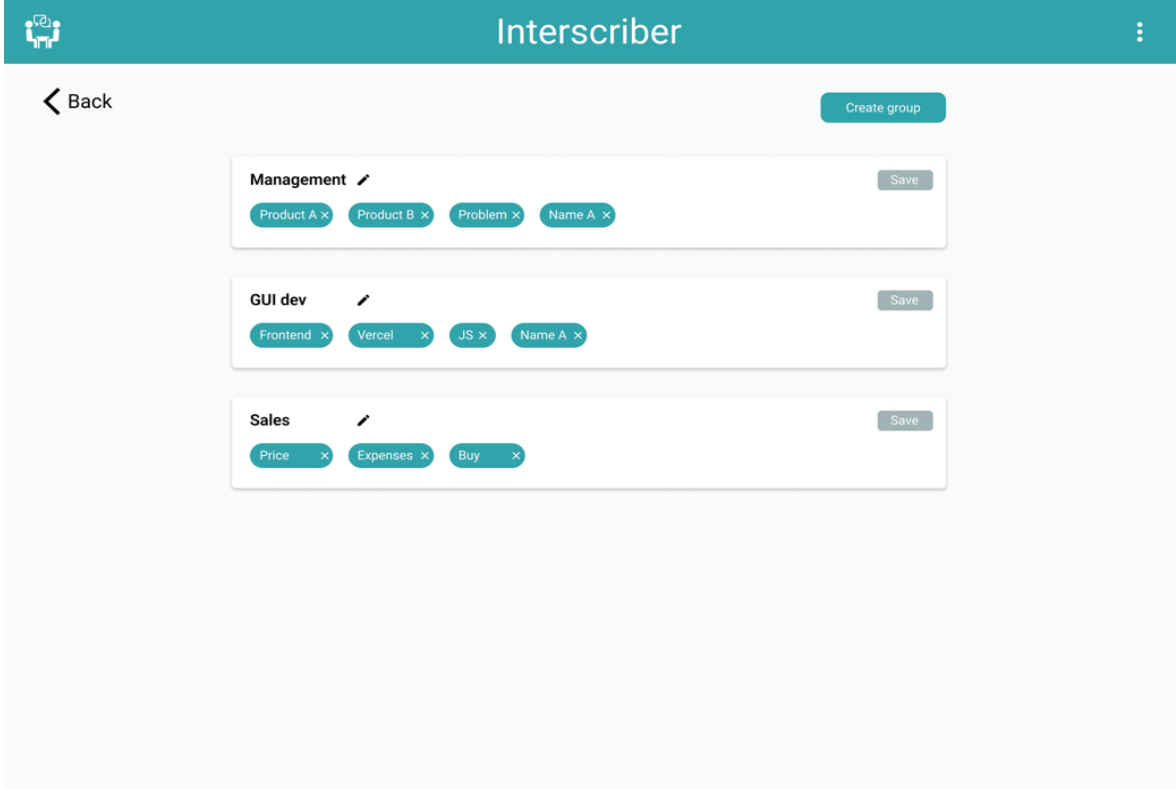 Interscriber
Back
Create group
Management
Save
Product A × Product B × Problem × Name A ×
GUI dev
Save
Frontend × Vercel × JS × Name A ×
Sales
Save
Price × Expenses × Buy ×